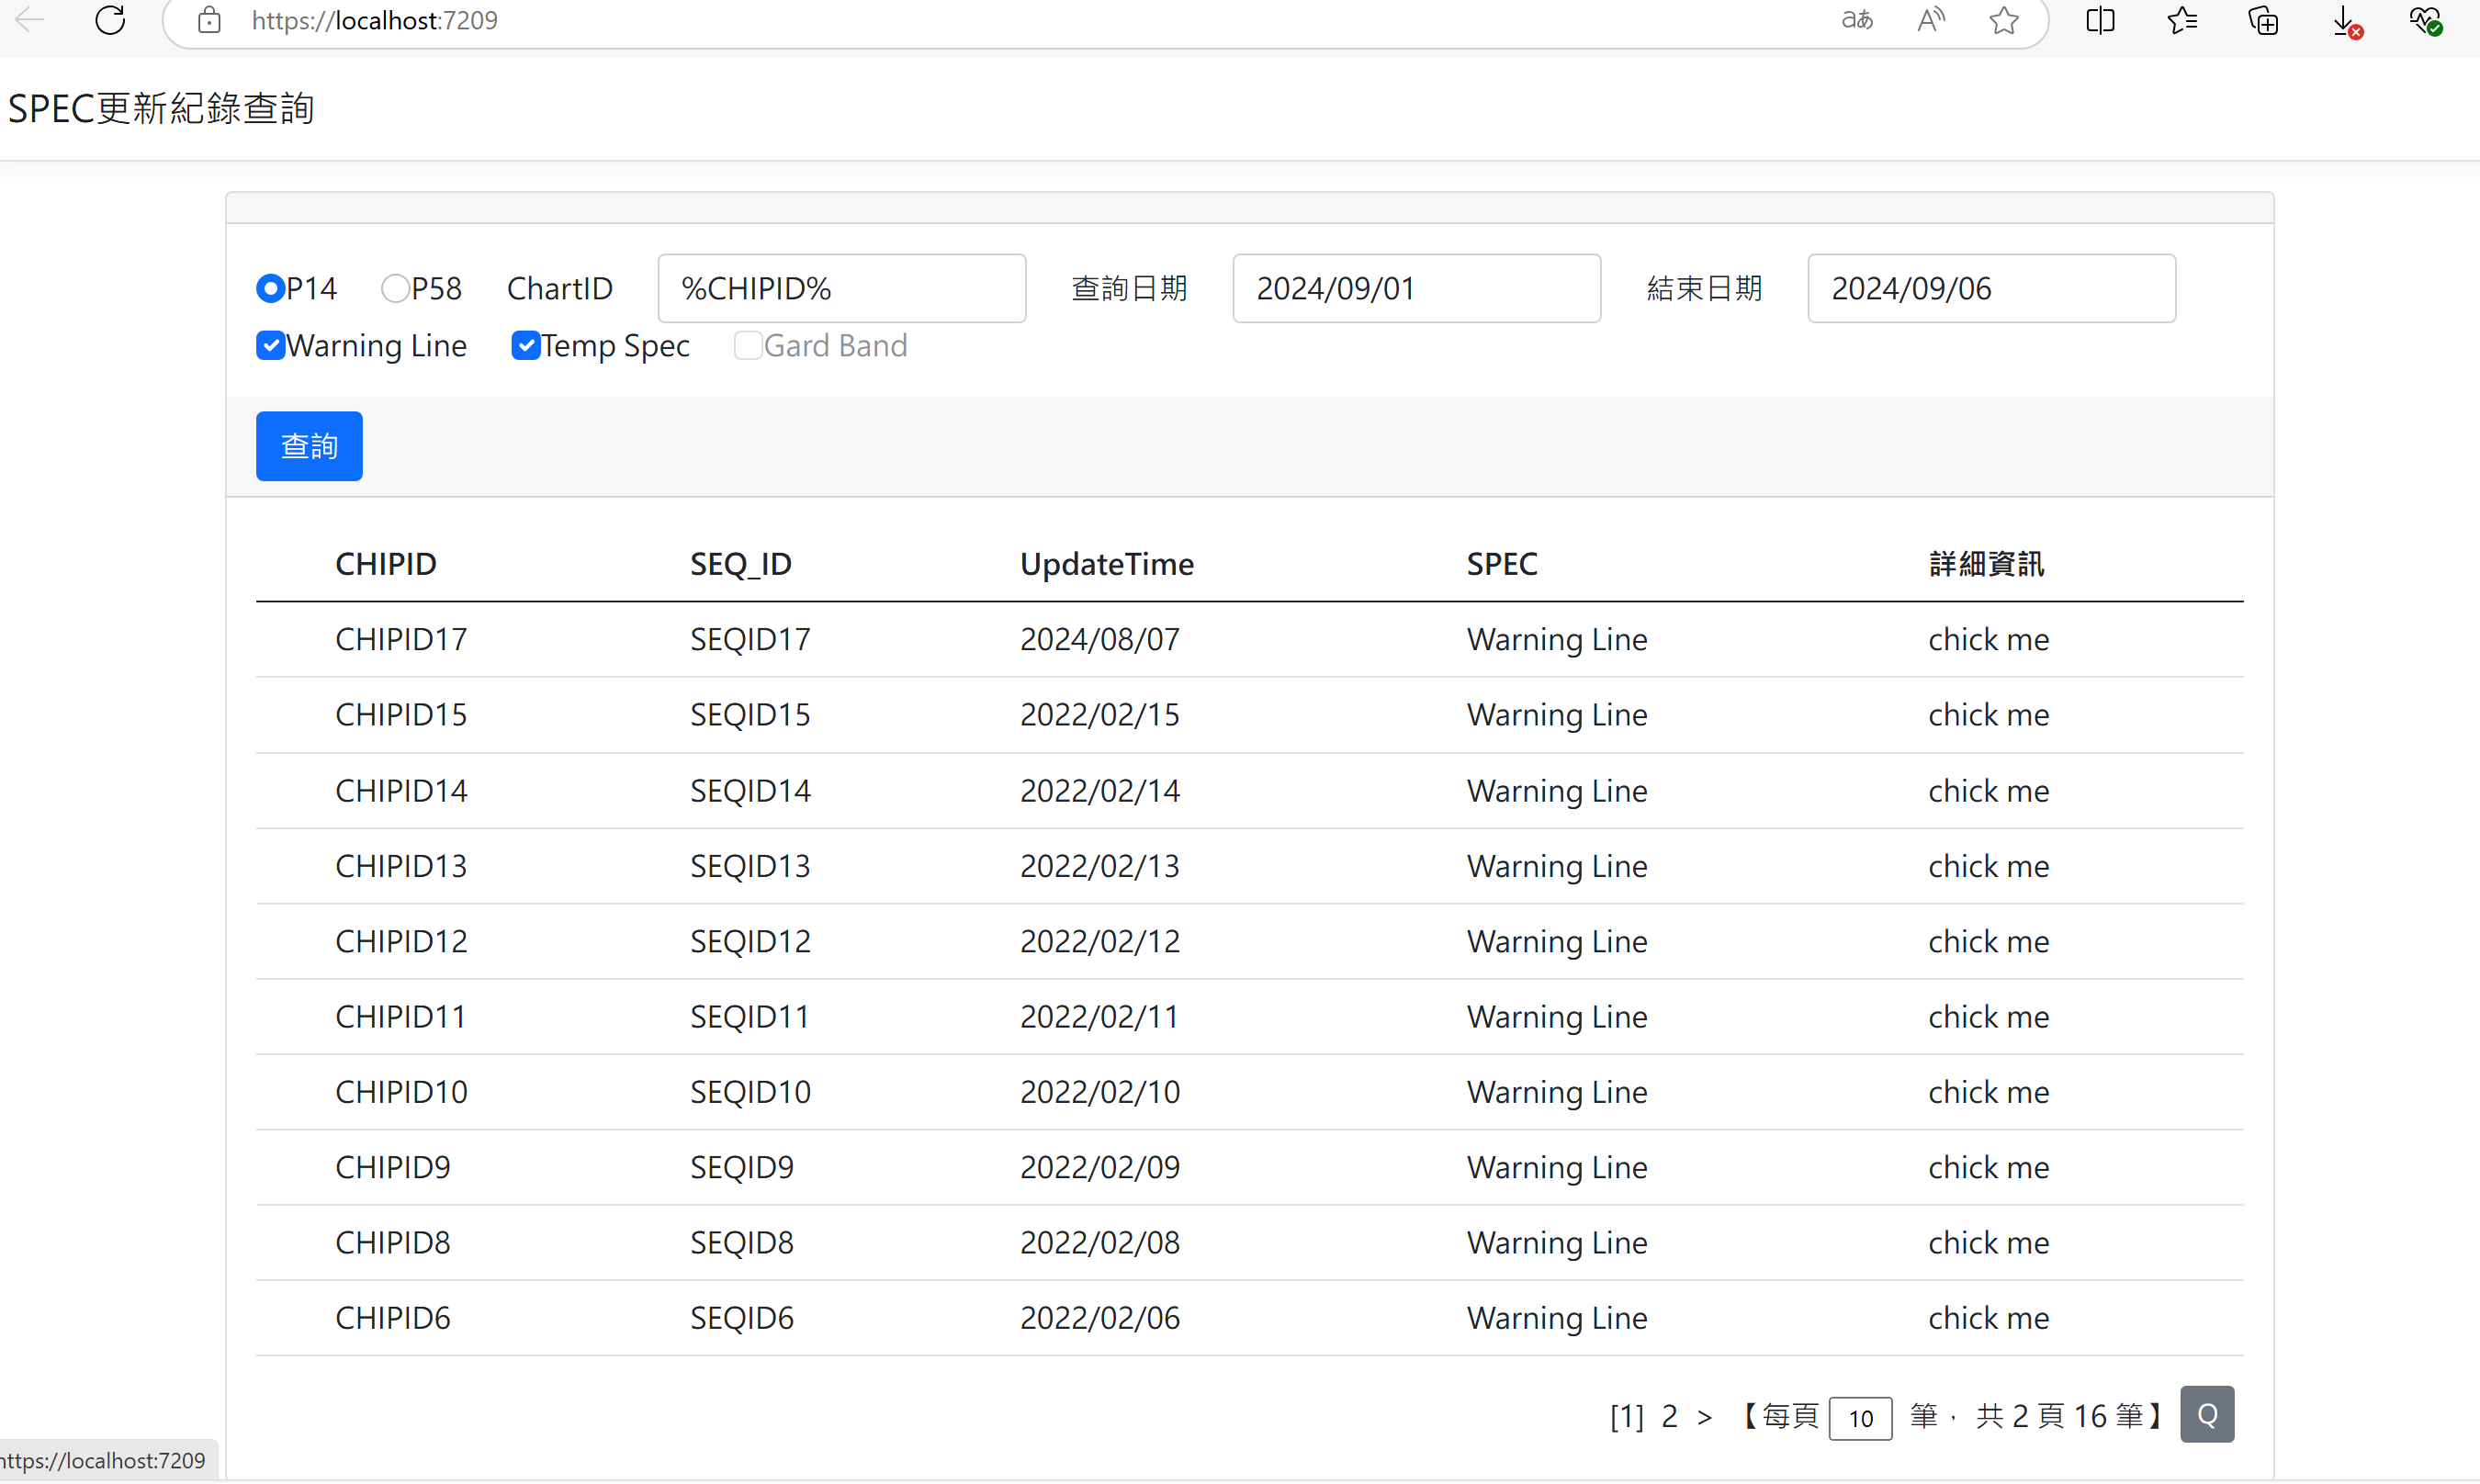 https://localhost:7209
SPEC更新紀錄查詢
P14 P58 ChartID %CHIPID% 查詢日期 2024/09/01 結束日期 2024/09/06
Warning Line Temp Spec Gard Band
查詢
CHIPID SEQ_ID UpdateTime SPEC 詳細資訊
CHIPID17 SEQID17 2024/08/07 Warning Line chick me
CHIPID15 SEQID15 2022/02/15 Warning Line chick me
CHIPID14 SEQID14 2022/02/14 Warning Line chick me
CHIPID13 SEQID13 2022/02/13 Warning Line chick me
CHIPID12 SEQID12 2022/02/12 Warning Line chick me
CHIPID11 SEQID11 2022/02/11 Warning Line chick me
CHIPID10 SEQID10 2022/02/10 Warning Line chick me
CHIPID9 SEQID9 2022/02/09 Warning Line chick me
CHIPID8 SEQID8 2022/02/08 Warning Line chick me
CHIPID6 SEQID6 2022/02/06 Warning Line chick me
[1] 2 > 【每頁 10 筆， 共 2 頁 16 筆】 Q
https://localhost:7209